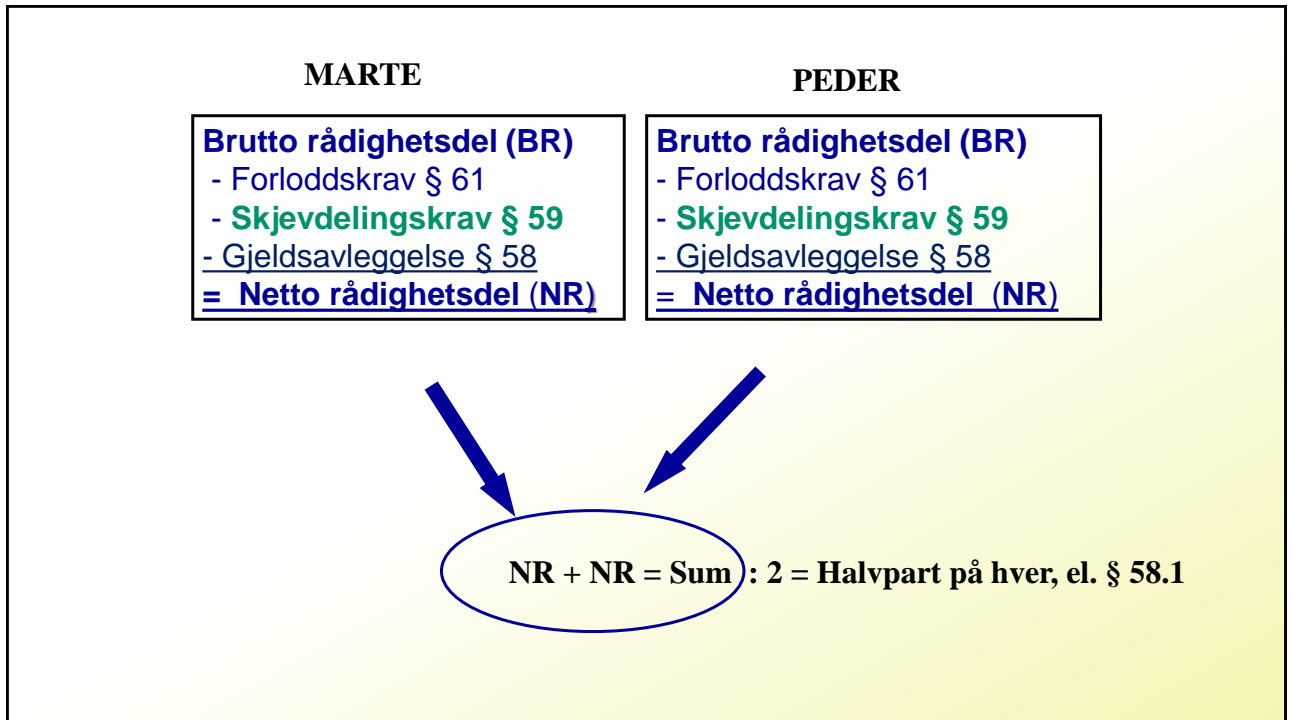 MARTE
Brutto rådighetsdel (BR)
- Forloddskrav § 61
- Skjevdelingskrav § 59
- Gjeldsavleggelse § 58
= Netto rådighetsdel (NR)
PEDER
Brutto rådighetsdel (BR)
- Forloddskrav § 61
- Skjevdelingskrav § 59
- Gjeldsavleggelse § 58
= Netto rådighetsdel (NR)
NR + NR = Sum : 2 = Halvpart på hver, el. § 58.1